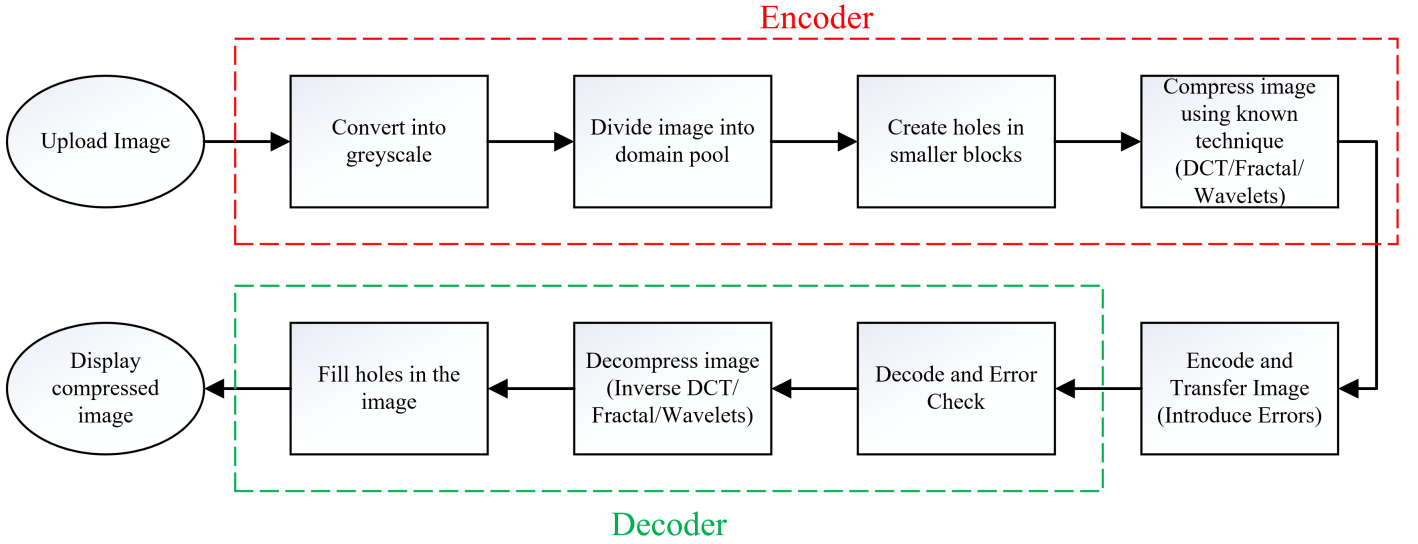 Encoder
Upload Image
Convert into
greyscale
Divide image into
domain pool
Create holes in
smaller blocks
Compress image
using known
technique
(DCT/Fractal/
Wavelets)
Display
compressed
image
Fill holes in the
image
Decompress image
(Inverse DCT/
Fractal/Wavelets)
Decode and Error
Check
Encode and
Transfer Image
(Introduce Errors)
Decoder